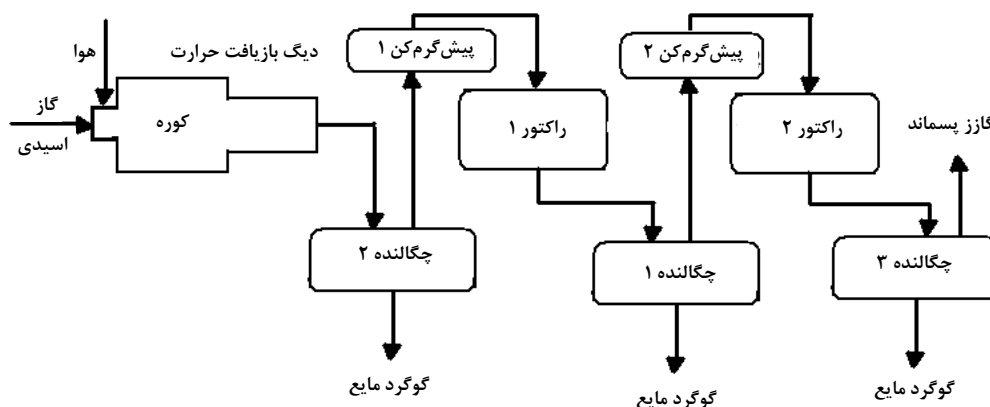 هوا
گاز
اسیدی
کوره
دیگ بازیافت حرارت
پیش‌گرم‌کن ۱
راکتور ۱
پیش‌گرم‌کن ۲
راکتور ۲
گازز پسماند
چگالنده ۲
چگالنده ۱
چگالنده ۳
گوگرد مایع
گوگرد مایع
گوگرد مایع